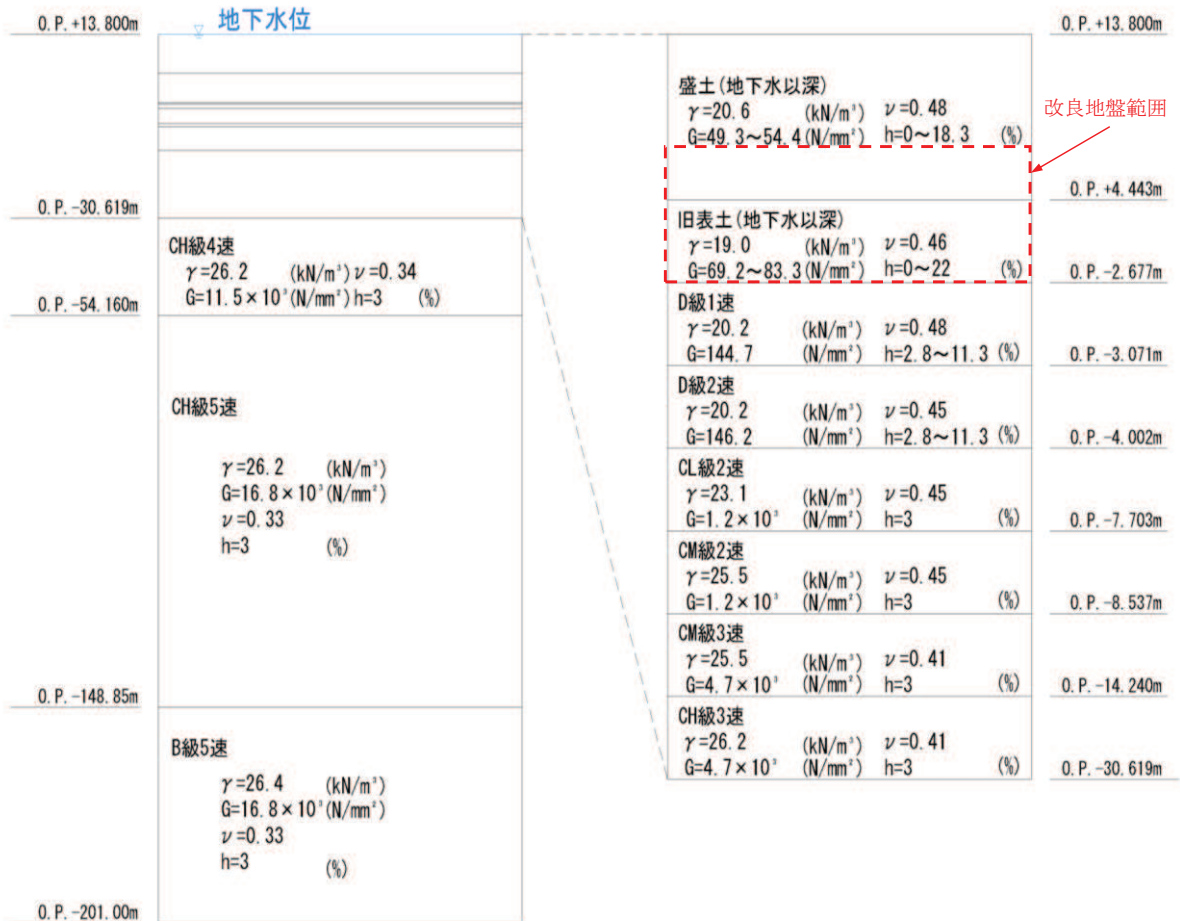 O.P.+13.800m
地下水位
O.P.-30.619m
CH級4速
γ=26.2 (kN/m³) ν=0.34
G=11.5×10³(N/mm²) h=3 (%)
O.P.-54.160m
CH級5速
γ=26.2 (kN/m³)
G=16.8×10³(N/mm²)
ν=0.33
h=3 (%)
O.P.-148.85m
B級5速
γ=26.4 (kN/m³)
G=16.8×10³(N/mm²)
ν=0.33
h=3 (%)
O.P.-201.00m
O.P.+13.800m
盛土(地下水以深)
γ=20.6 (kN/m³) ν=0.48
G=49.3~54.4(N/mm²) h=0~18.3 (%)
改良地盤範囲
O.P.+4.443m
旧表土(地下水以深)
γ=19.0 (kN/m³) ν=0.46
G=69.2~83.3(N/mm²) h=0~22 (%)
O.P.-2.677m
D級1速
γ=20.2 (kN/m³) ν=0.48
G=144.7 (N/mm²) h=2.8~11.3 (%)
O.P.-3.071m
D級2速
γ=20.2 (kN/m³) ν=0.45
G=146.2 (N/mm²) h=2.8~11.3 (%)
O.P.-4.002m
CL級2速
γ=23.1 (kN/m³) ν=0.45
G=1.2×10³ (N/mm²) h=3 (%)
O.P.-7.703m
CM級2速
γ=25.5 (kN/m³) ν=0.45
G=1.2×10³ (N/mm²) h=3 (%)
O.P.-8.537m
CM級3速
γ=25.5 (kN/m³) ν=0.41
G=4.7×10³ (N/mm²) h=3 (%)
O.P.-14.240m
CH級3速
γ=26.2 (kN/m³) ν=0.41
G=4.7×10³ (N/mm²) h=3 (%)
O.P.-30.619m